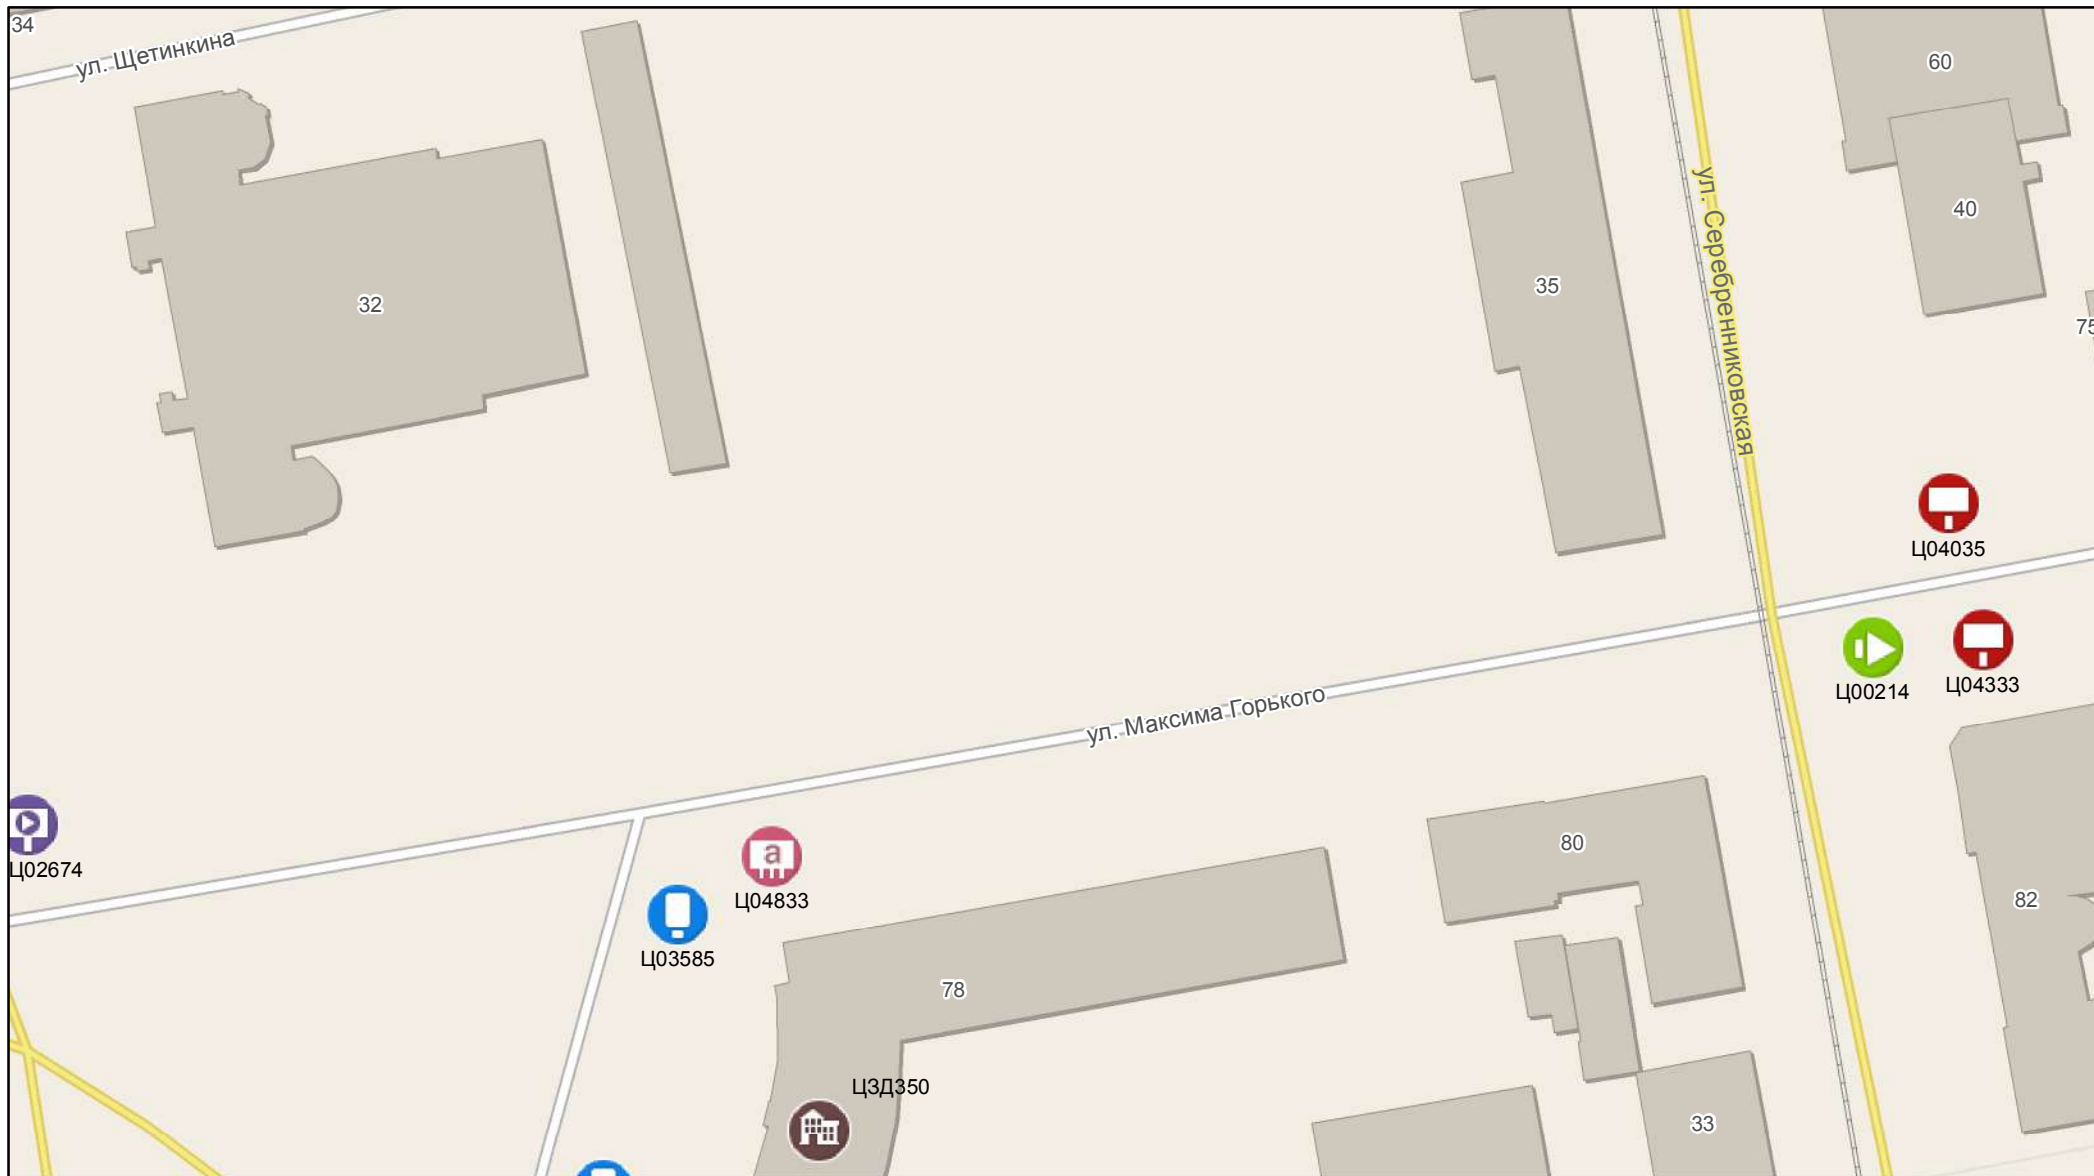 34
ул. Щетинкина
60
40
ул. Серебренниковская
35
32
75
Ц04035
Ц00214
Ц04333
ул. Максима Горького
Ц02674
Ц04833
a
80
82
Ц03585
78
ЦЗД350
33